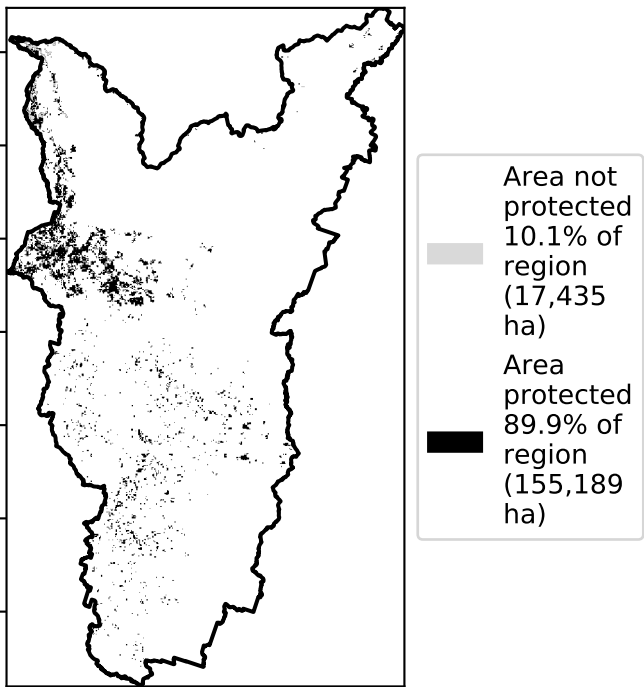 Area not
protected
10.1% of
region
(17,435
ha)
Area
protected
89.9% of
region
(155,189
ha)